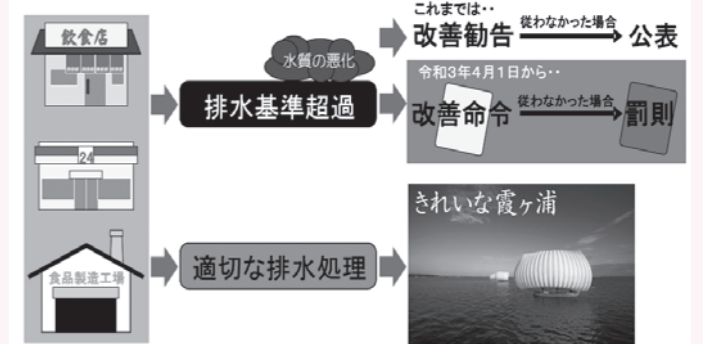 飲食店
24
食品製造工場
水質の悪化
排水基準超過
適切な排水処理
これまでは‥
改善勧告
従わなかった場合
公表
令和3年4月1日から‥
改善命令
従わなかった場合
罰則
きれいな霞ヶ浦